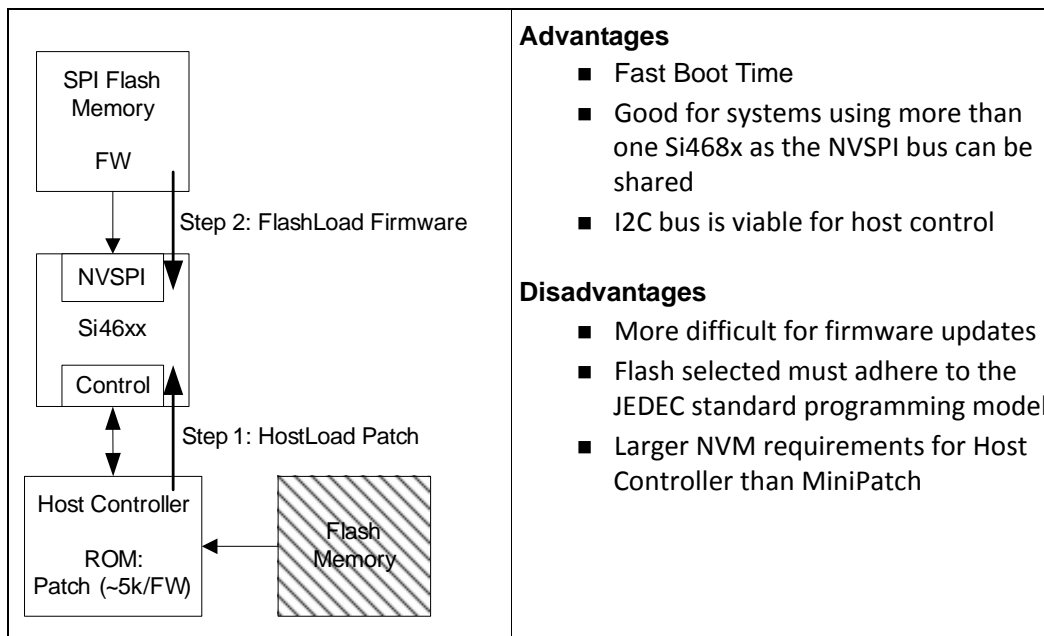 SPI Flash
Memory
FW
Step 2: FlashLoad Firmware
NVSPI
Si46xx
Control
Step 1: HostLoad Patch
Host Controller
ROM:
Patch (~5k/FW)
Flash
Memory
Advantages
■ Fast Boot Time
■ Good for systems using more than
one Si468x as the NVSPI bus can be
shared
■ I2C bus is viable for host control
Disadvantages
■ More difficult for firmware updates
■ Flash selected must adhere to the
JEDEC standard programming model
■ Larger NVM requirements for Host
Controller than MiniPatch